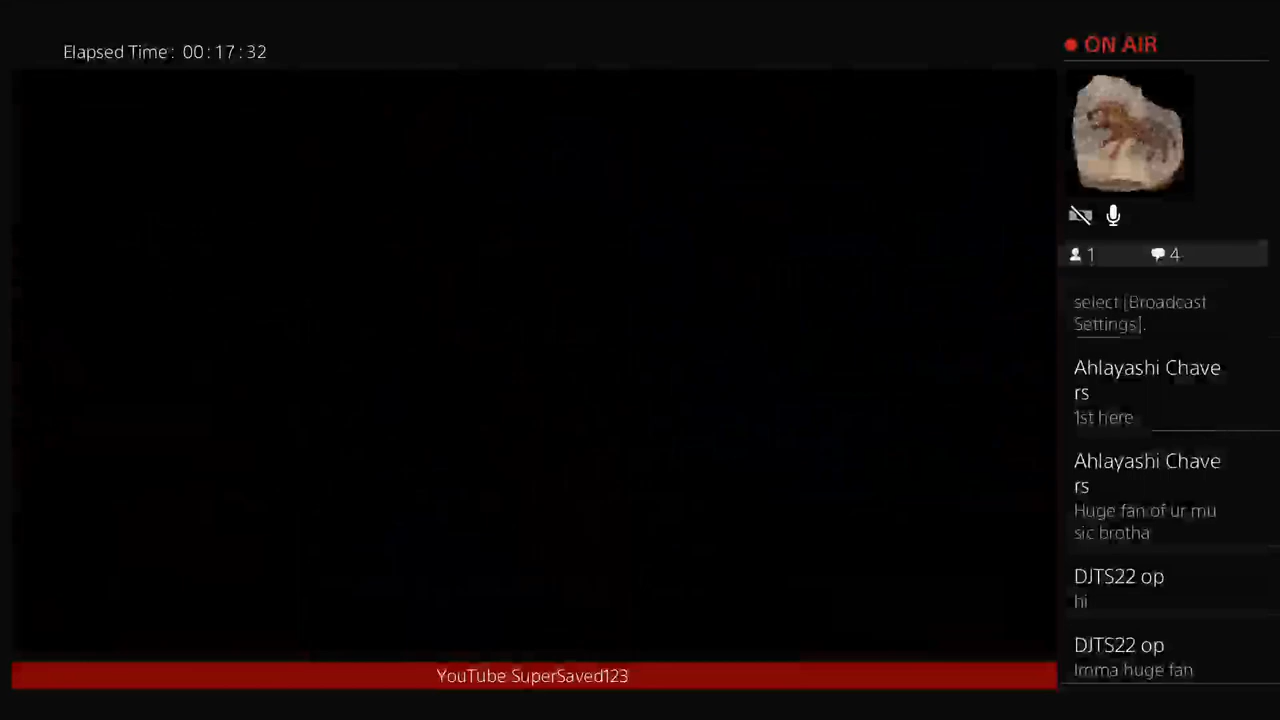 Elapsed Time: 00:17:32
ON AIR
1 4
select [Broadcast
Settings].
Ahlayashi Chave
rs
1st here
Ahlayashi Chave
rs
Huge fan of ur mu
sic brotha
DJTS22 op
hi
DJTS22 op
Imma huge fan
YouTube SuperSaved123